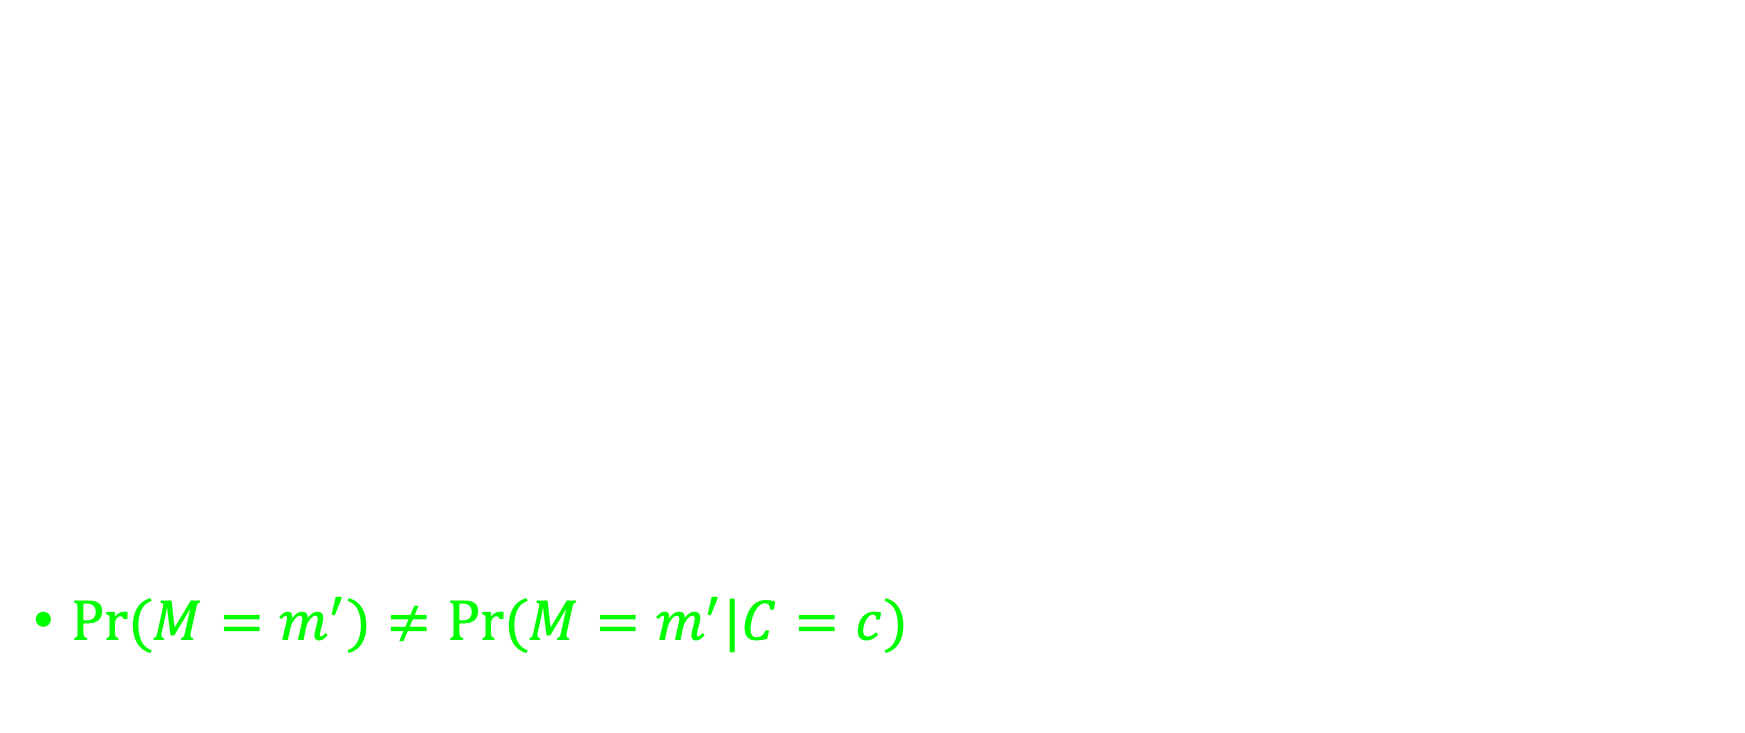 • Pr(𝑀 = 𝑚′) ≠ Pr(𝑀 = 𝑚′|𝐶 = 𝑐)